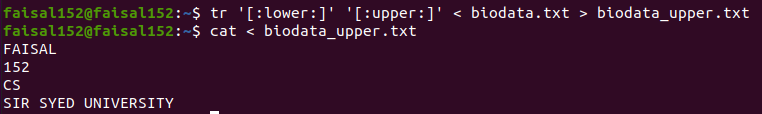 faisal152@faisal152:~$ tr '[:lower:]' '[:upper:]' < biodata.txt > biodata_upper.txt
faisal152@faisal152:~$ cat < biodata_upper.txt
FAISAL
152
CS
SIR SYED UNIVERSITY